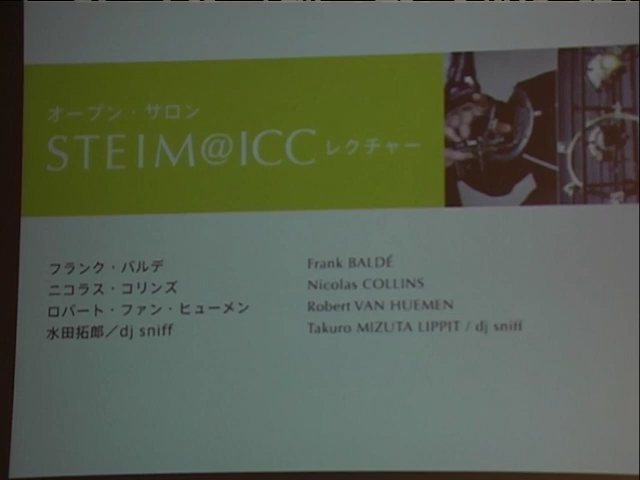 オープン・サロン
STEIM@ICC レクチャー
フランク・バルデ
ニコラス・コリンズ
ロバート・ファン・ヒューメン
水田拓郎／dj sniff
Frank BALDÉ
Nicolas COLLINS
Robert VAN HUEMEN
Takuro MIZUTA LIPPIT / dj sniff